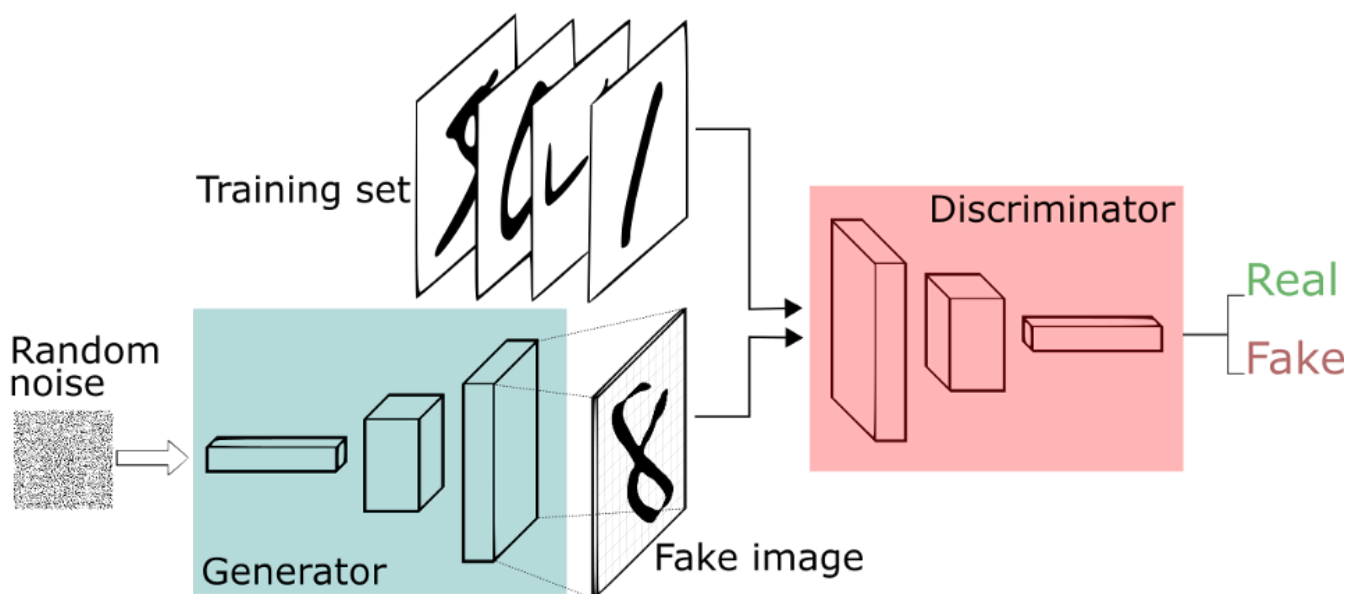 Training set
Discriminator
Real
Fake
Random
noise
Generator
Fake image